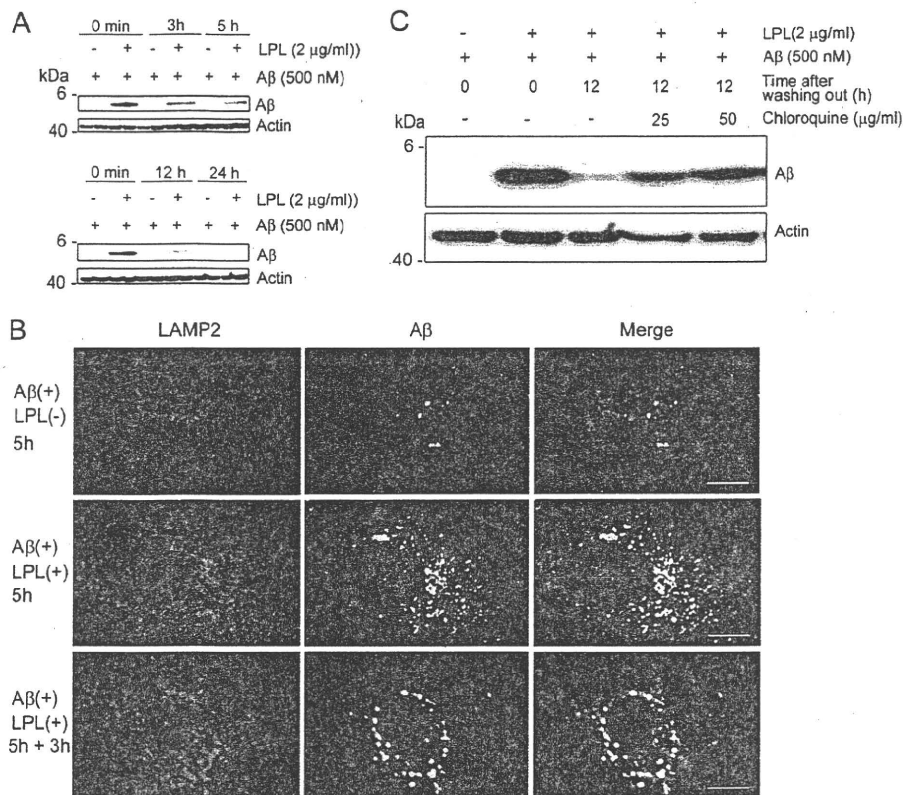 A
0 min 3h 5 h
- + - + - + LPL (2 µg/ml))
+ + + + + + Aβ (500 nM)
kDa
6 - Aβ
40 - Actin
0 min 12 h 24 h
- + - + - + LPL (2 µg/ml))
+ + + + + + Aβ (500 nM)
6 - Aβ
40 - Actin
C
- + + + + LPL(2 µg/ml)
+ + + + + Aβ (500 nM)
0 0 12 12 12 Time after washing out (h)
kDa - - - 25 50 Chloroquine (µg/ml)
6 - Aβ
Actin
40 -
B
LAMP2 Aβ Merge
Aβ(+)
LPL(-)
5h
Aβ(+)
LPL(+)
5h
Aβ(+)
LPL(+)
5h + 3h